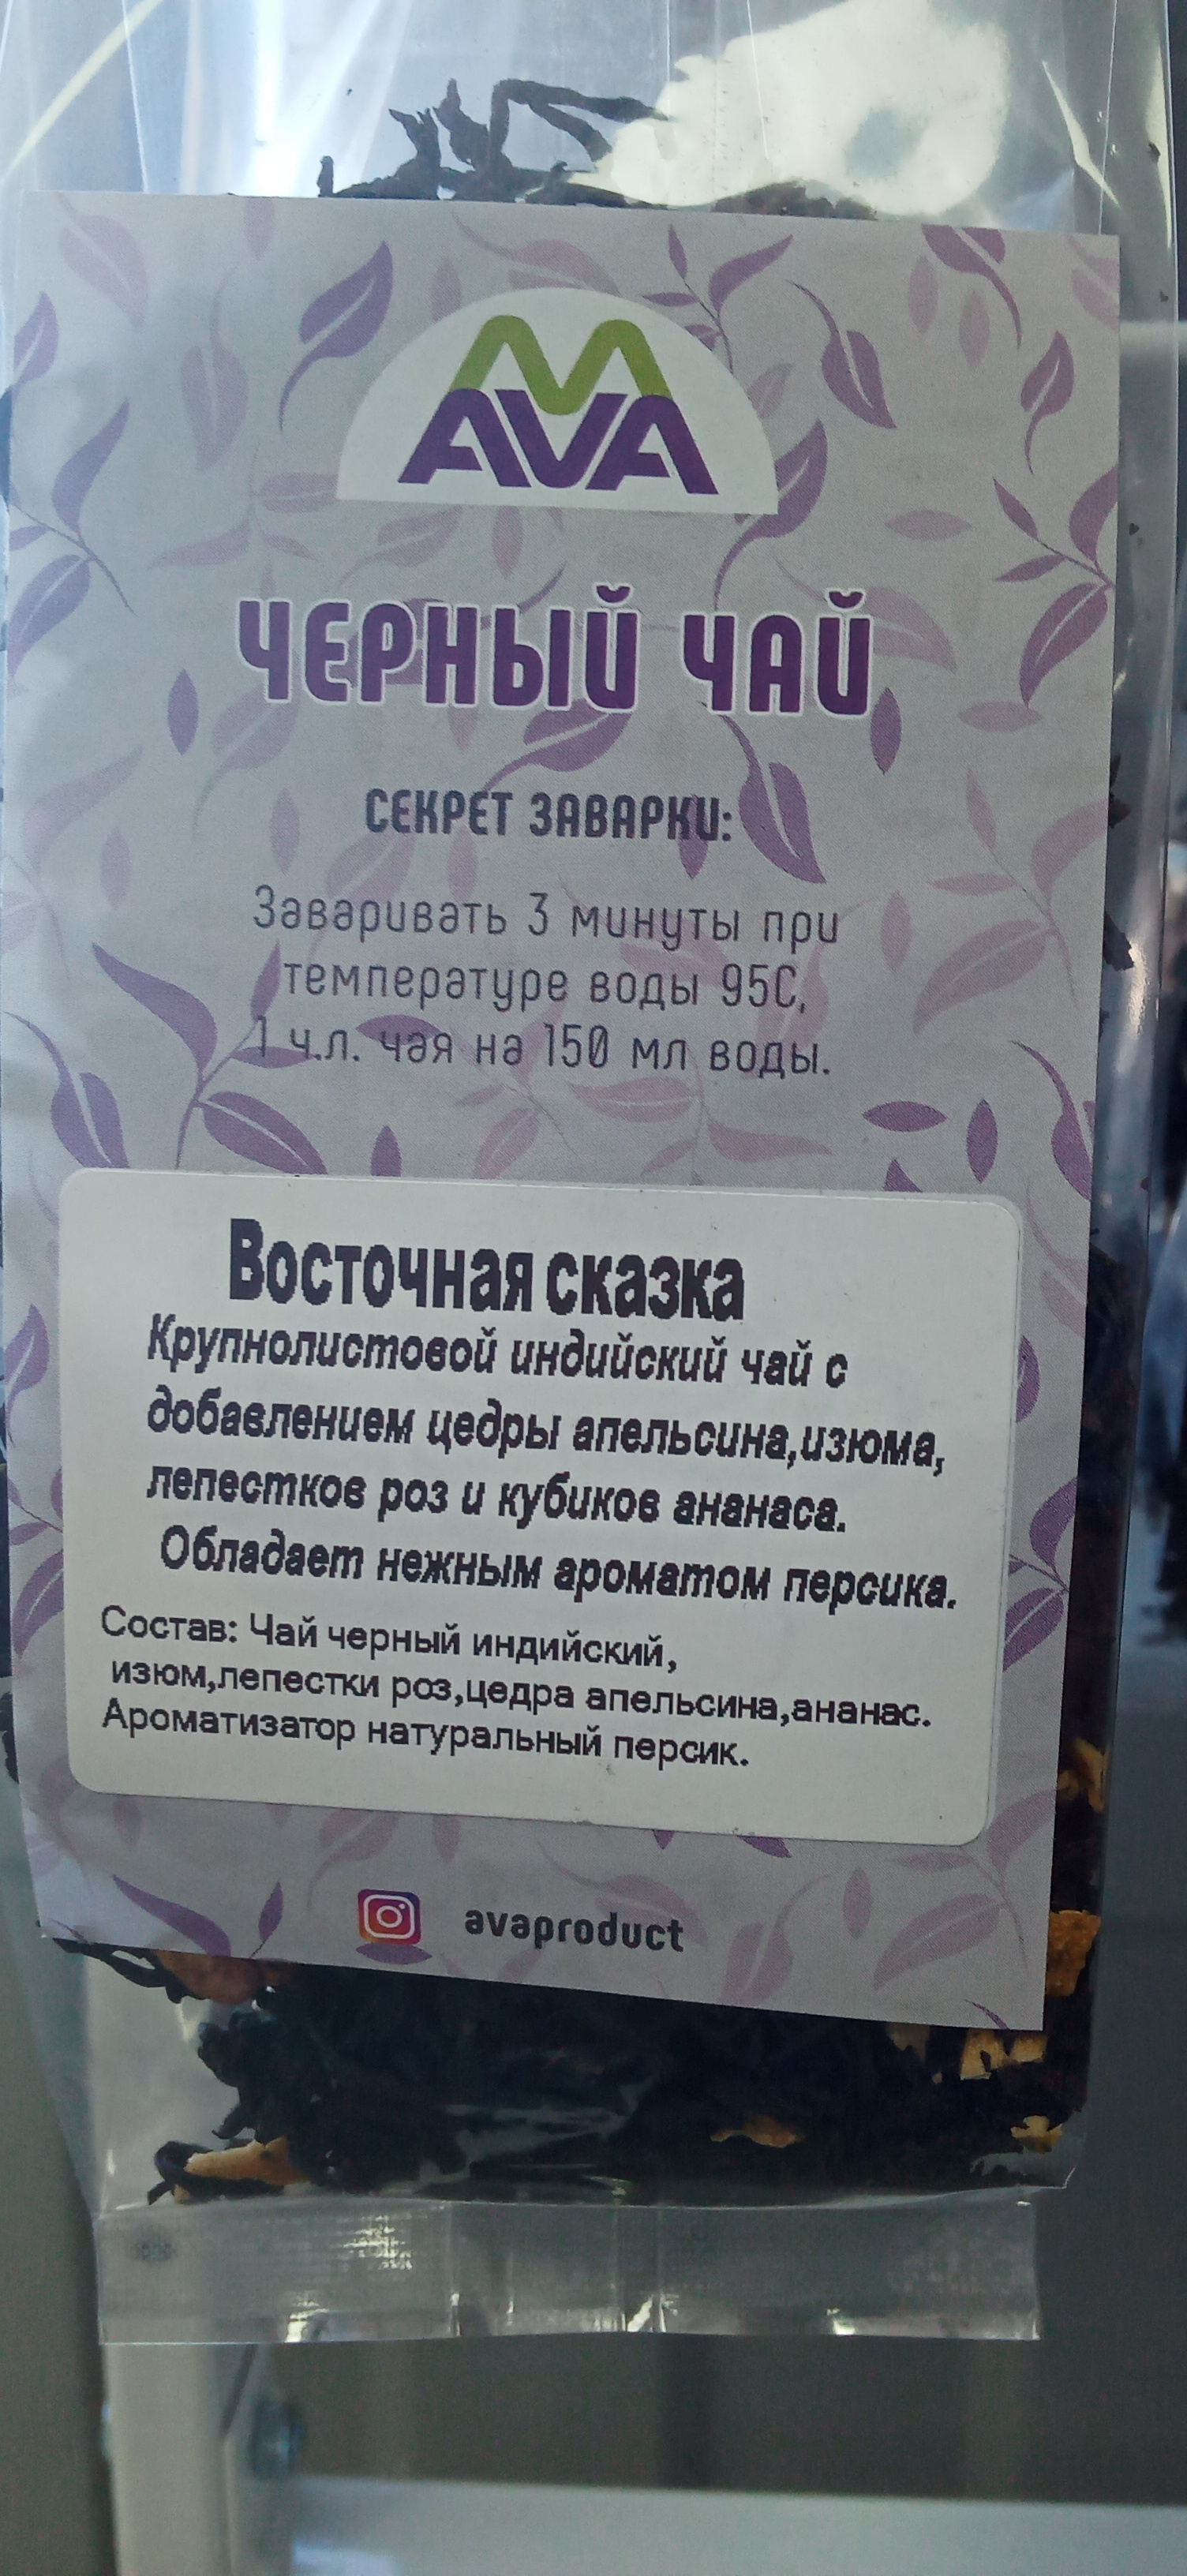 AVA
ЧЕРНЫЙ ЧАЙ
СЕКРЕТ ЗАВАРКИ:
Заваривать 3 минуты при
температуре воды 95С,
1 ч.л. чая на 150 мл воды.
Восточная сказка
Крупнолистовой индийский чай с
добавлением цедры апельсина,изюма,
лепестков роз и кубиков ананаса.
Обладает нежным ароматом персика.
Состав: Чай черный индийский,
изюм,лепестки роз,цедра апельсина,ананас.
Ароматизатор натуральный персик.
avaproduct